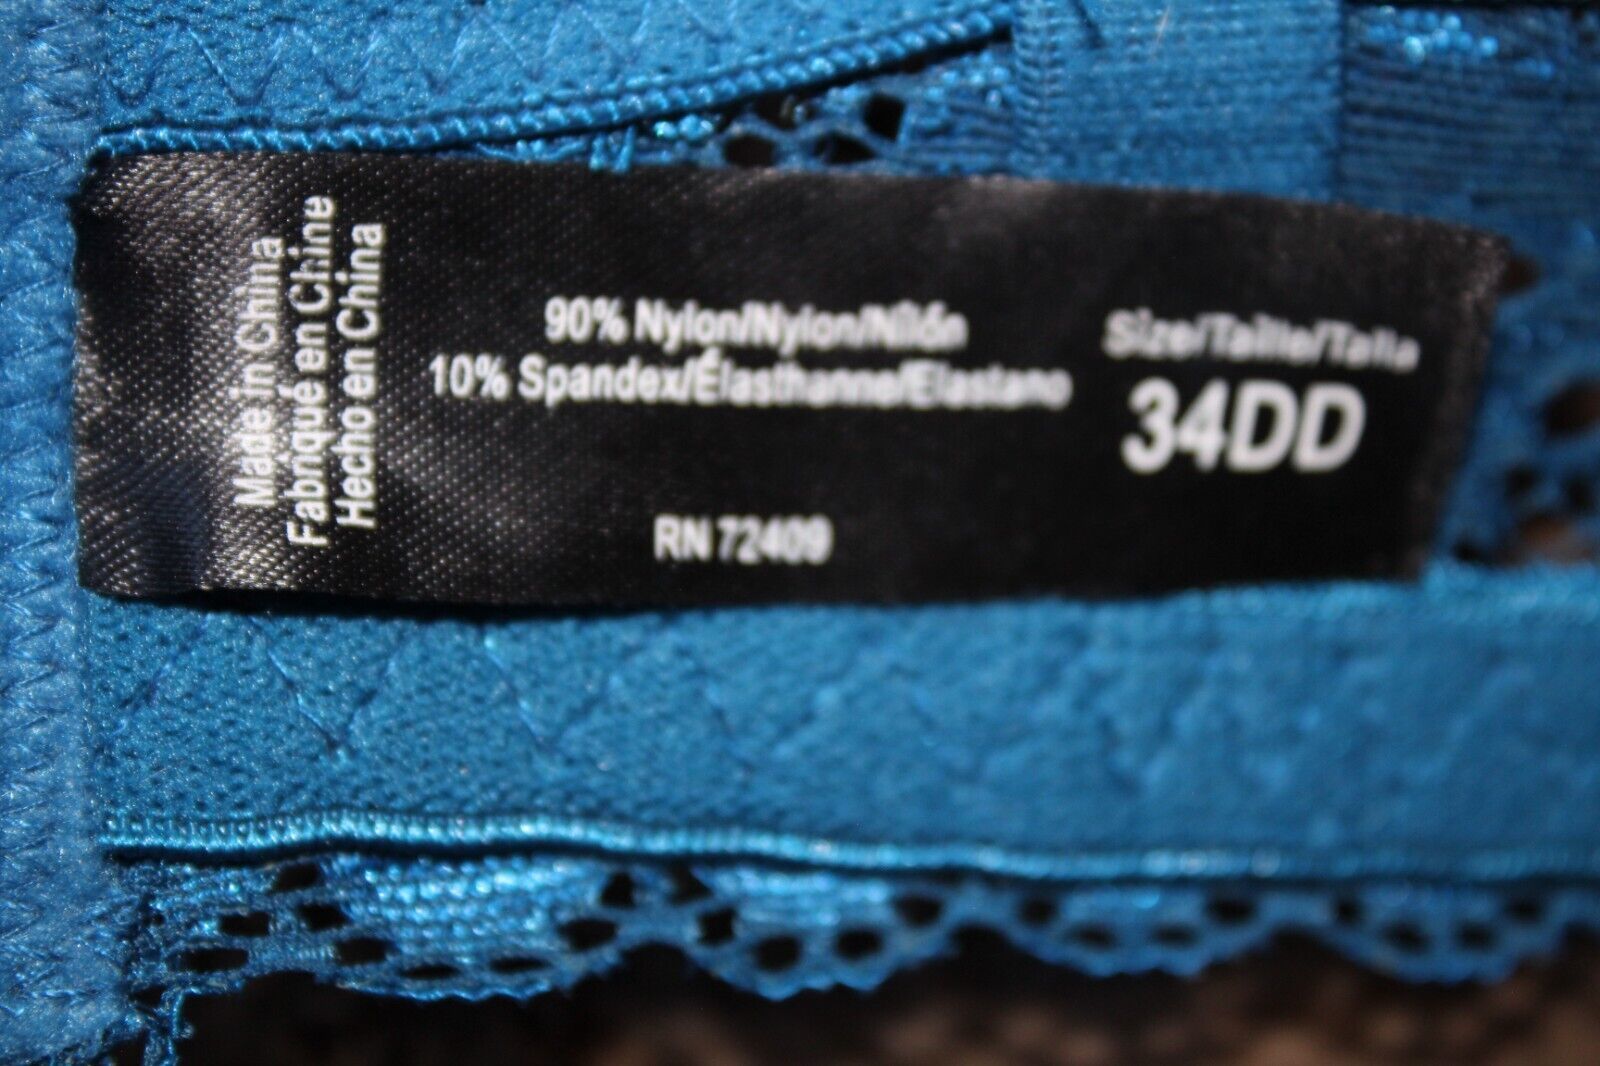 Made in China
Fabriqué en Chine
Hecho en China
90% Nylon/Nylon/Nilón
10% Spandex/Élasthanne/Elastano
RN 72409
Size/Taille/Talla
34DD